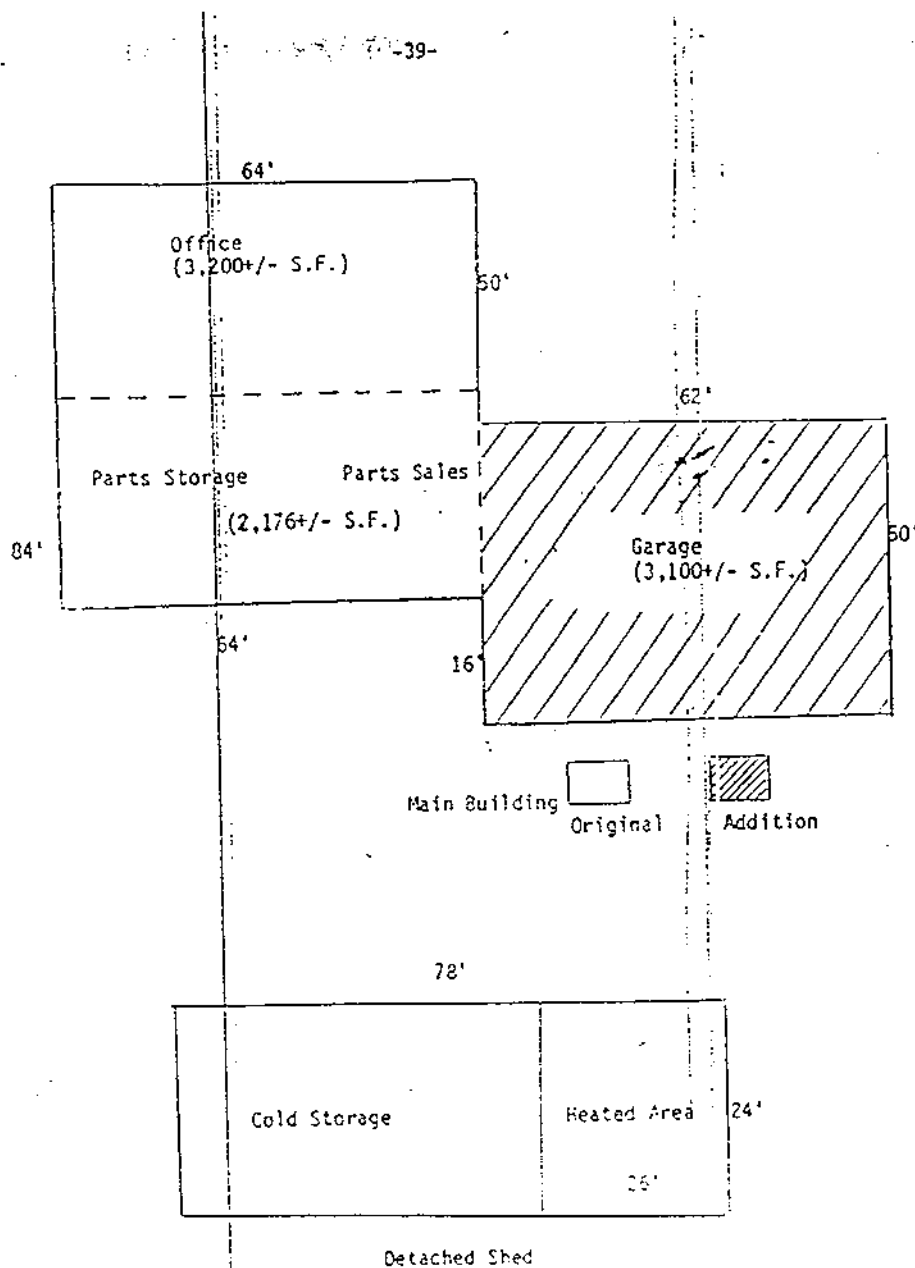 -39-
64'
Office
(3,200+/- S.F.)
50'
62'
Parts Storage
Parts Sales
(2,176+/- S.F.)
84'
Garage
(3,100+/- S.F.)
50'
64'
16'
Main Building
Original
Addition
78'
Cold Storage
Heated Area
24'
26'
Detached Shed